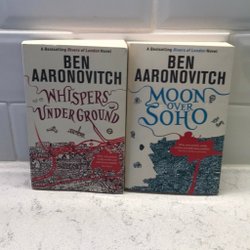 A Bestselling Rivers of London Novel
BEN
AARONOVITCH
WHISPERS
UNDER GROUND
A Bestselling Rivers of London Novel
BEN
AARONOVITCH
MOON
OVER
SOHO